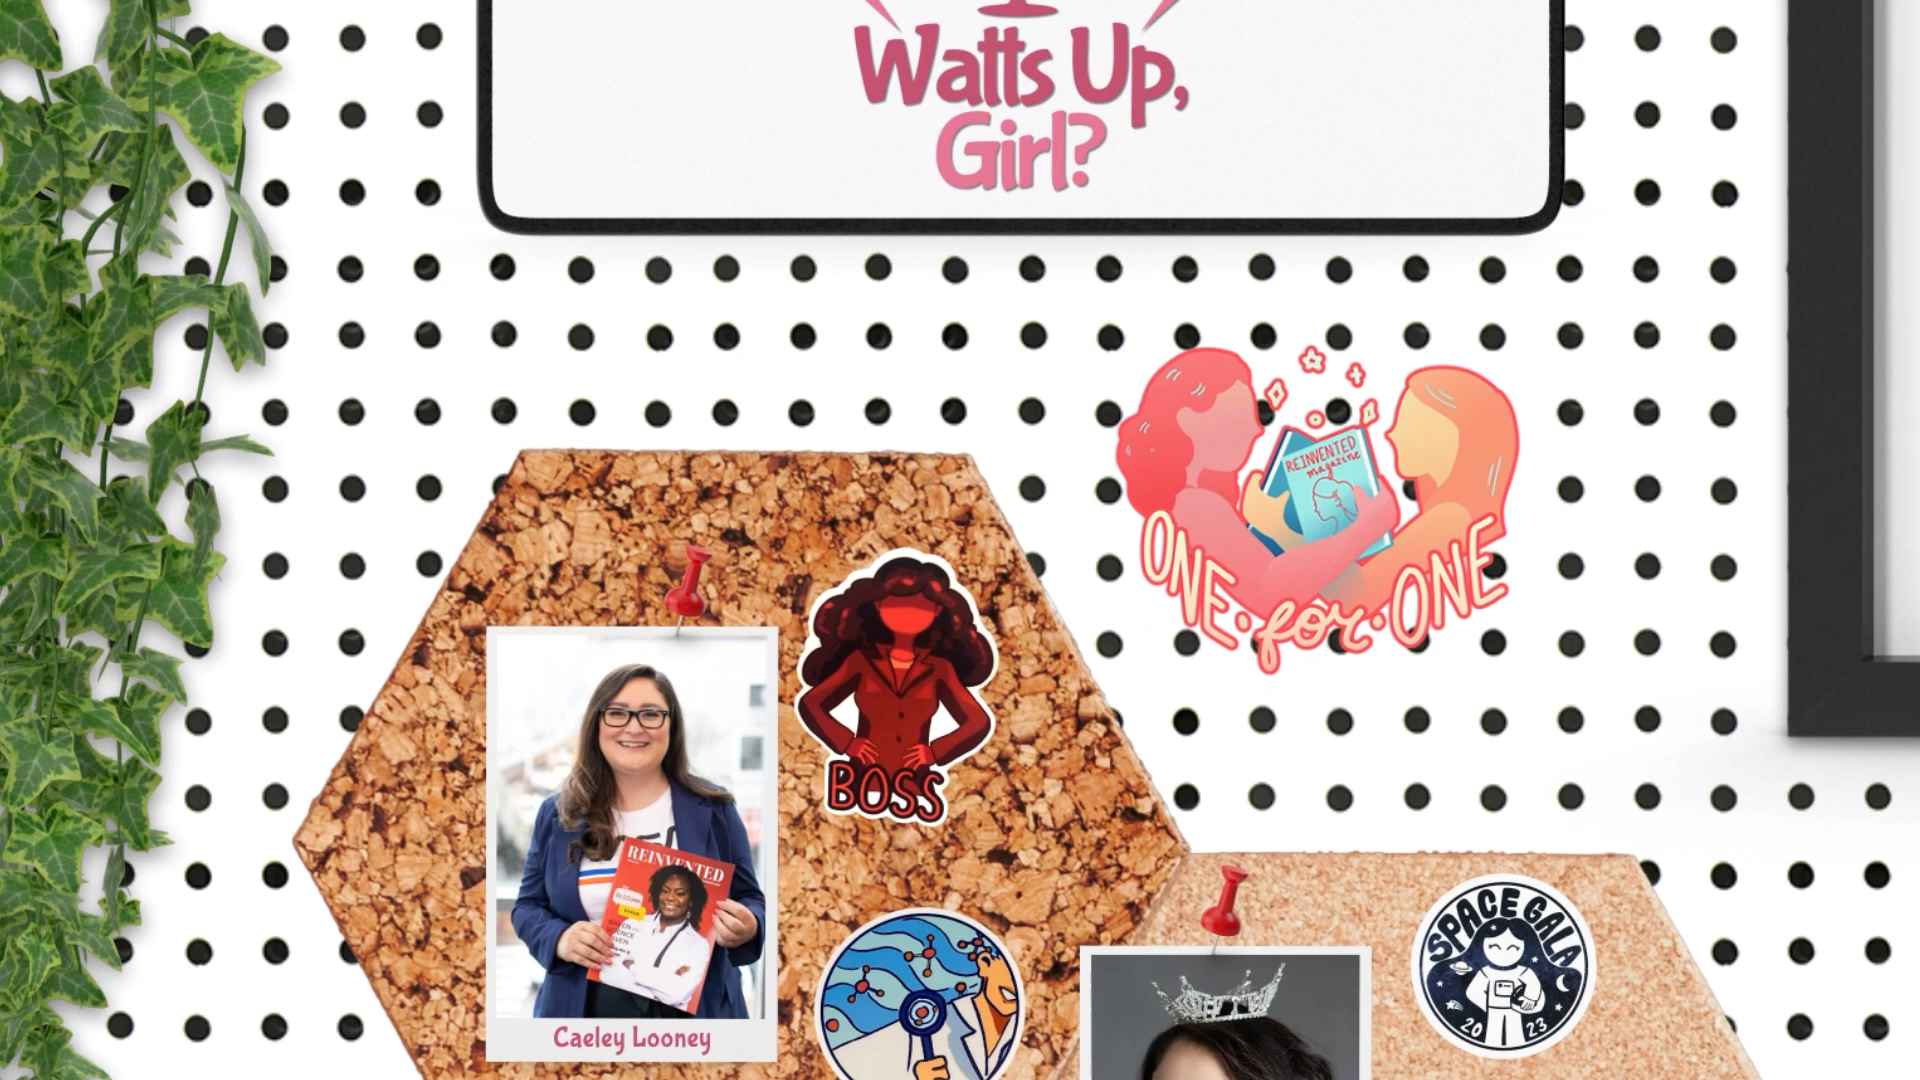 Watts Up,
Girl?
REINVENTED
magazine
ONE·for·ONE
BOSS
REINVENTED
Caeley Looney
SPACE GALA
2023